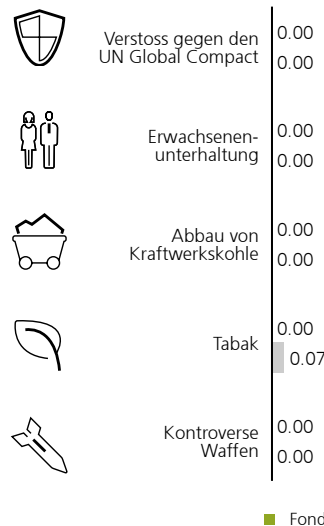 Verstoss gegen den
UN Global Compact
0.00
0.00
Erwachsenen-
unterhaltung
0.00
0.00
Abbau von
Kraftwerkskohle
0.00
0.00
Tabak
0.00
0.07
Kontroverse
Waffen
0.00
0.00
Fond